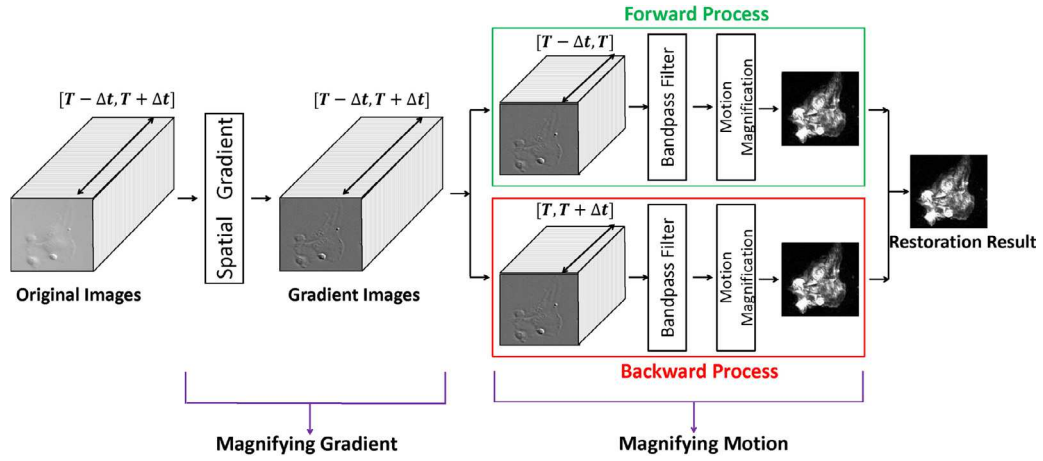 Forward Process
[T − Δt, T + Δt]
Original Images
Spatial Gradient
[T − Δt, T + Δt]
Gradient Images
[T − Δt, T]
Bandpass Filter
Motion
Magnification
[T, T + Δt]
Bandpass Filter
Motion
Magnification
Restoration Result
Backward Process
Magnifying Gradient
Magnifying Motion